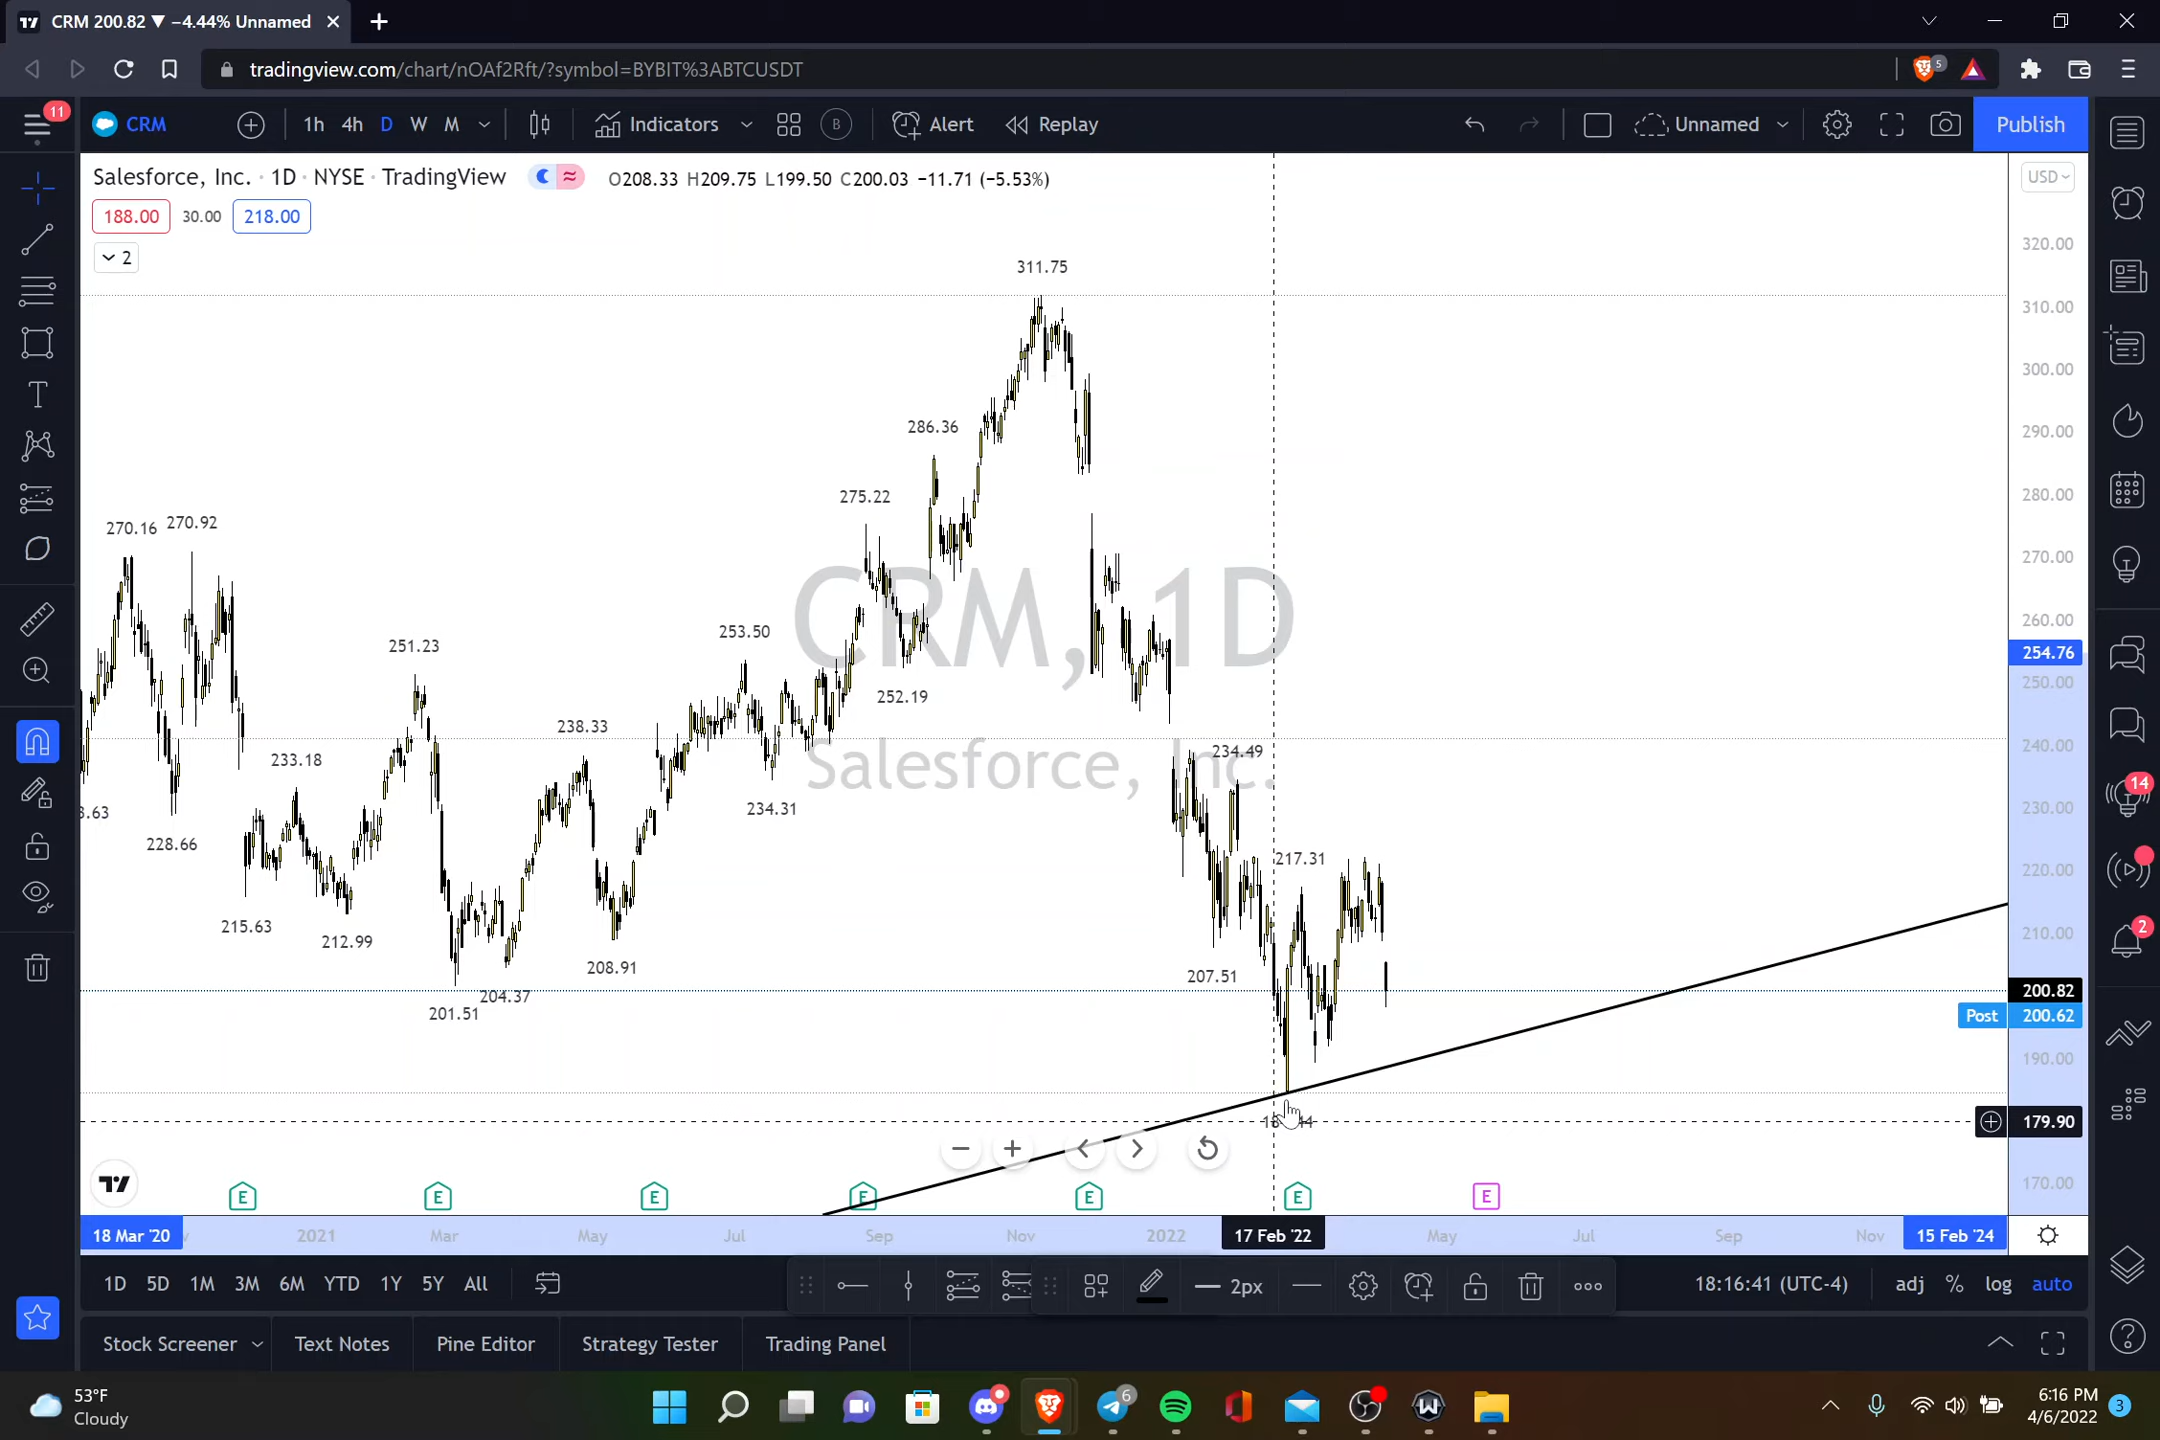 CRM 200.82 ▼ −4.44% Unnamed
tradingview.com/chart/nOAf2Rft/?symbol=BYBIT%3ABTCUSDT
5
11
CRM
1h 4h D W M
Indicators
B
Alert
Replay
Unnamed
Publish
Salesforce, Inc. · 1D · NYSE · TradingView
O208.33 H209.75 L199.50 C200.03 −11.71 (−5.53%)
USD
188.00 30.00 218.00
2
320.00
311.75
310.00
300.00
290.00
286.36
280.00
275.22
270.16 270.92
270.00
CRM, 1D
260.00
253.50
251.23
254.76
250.00
252.19
238.33
240.00
234.49
233.18
Salesforce, Inc.
234.31
230.00
228.66
217.31
220.00
215.63
212.99
210.00
208.91
207.51
204.37
201.51
200.82
Post 200.62
190.00
179.90
170.00
E E E E E E E
18 Mar '20
2021 Mar May Jul Sep Nov 2022
17 Feb '22
May Jul Sep Nov
15 Feb '24
1D 5D 1M 3M 6M YTD 1Y 5Y All
2px
18:16:41 (UTC-4)
adj % log auto
Stock Screener
Text Notes
Pine Editor
Strategy Tester
Trading Panel
14
2
53°F
Cloudy
6
6:16 PM
4/6/2022
3